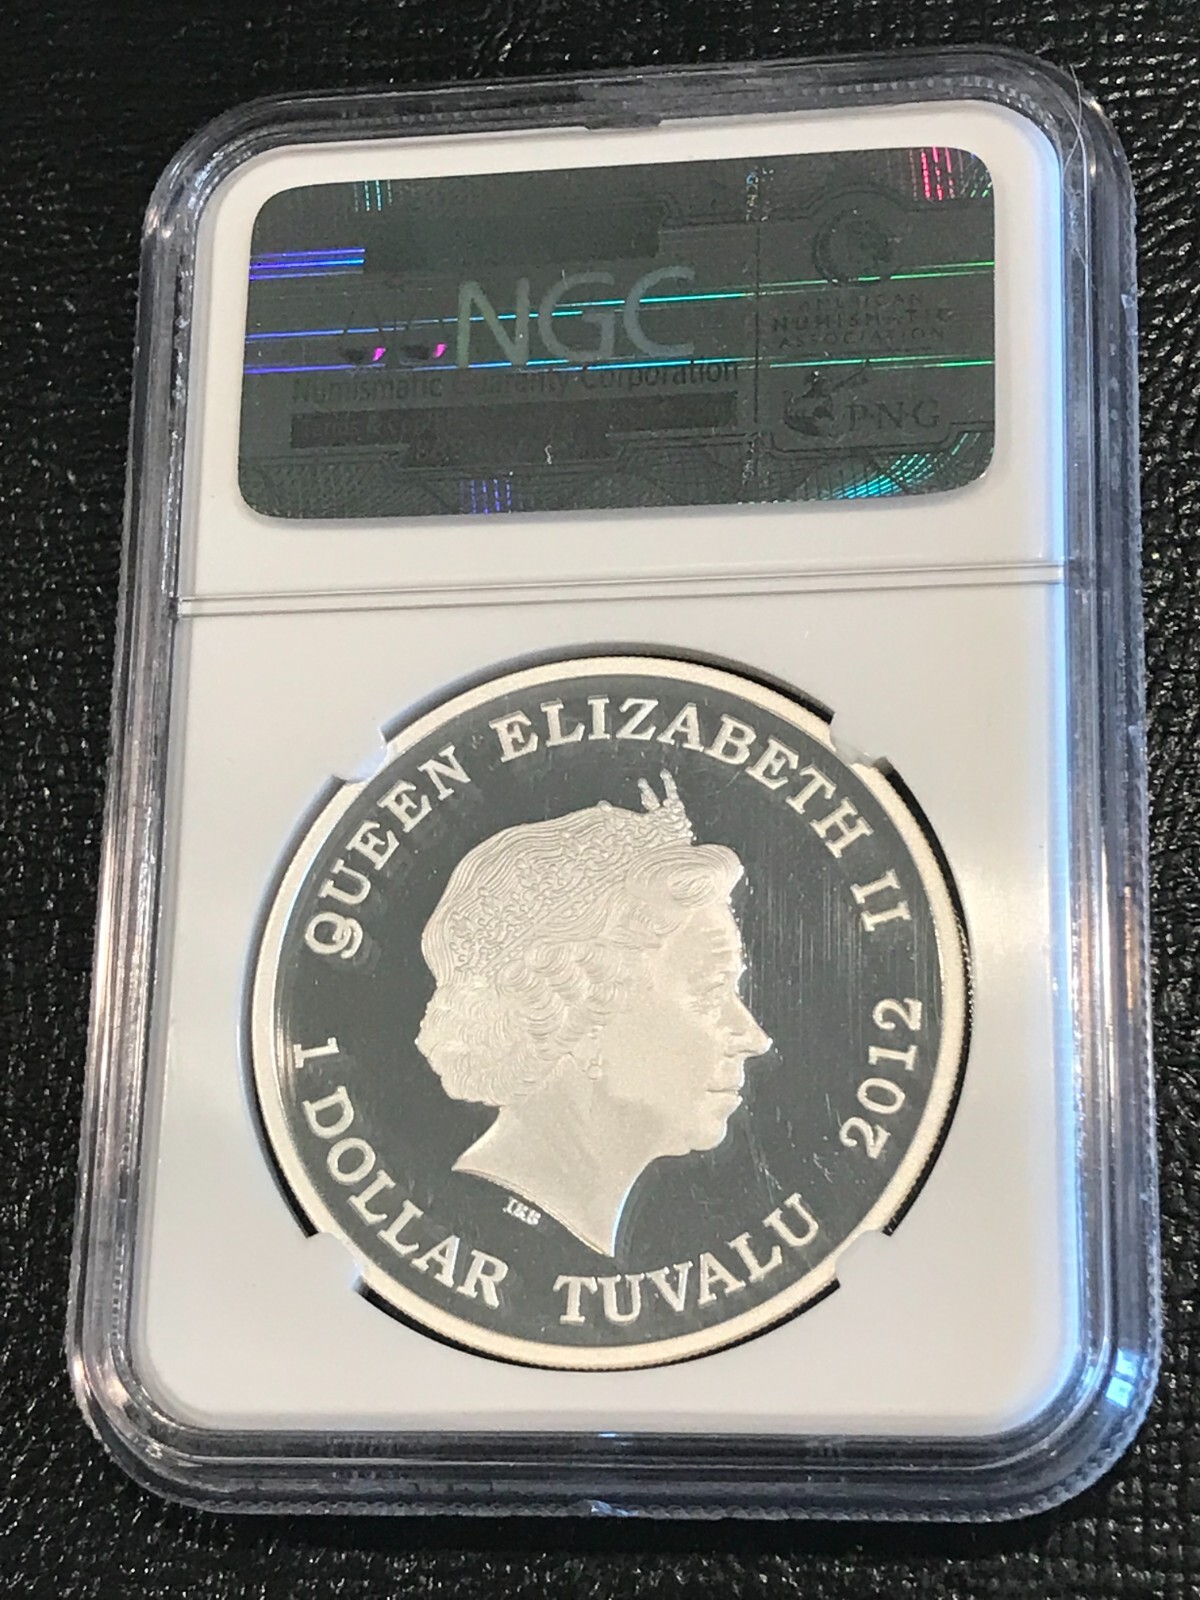 NGC
Numismatic Guaranty Corporation
AMERICAN
NUMISMATIC
ASSOCIATION
PNG
QUEEN ELIZABETH II
1 DOLLAR TUVALU 2012
IRB